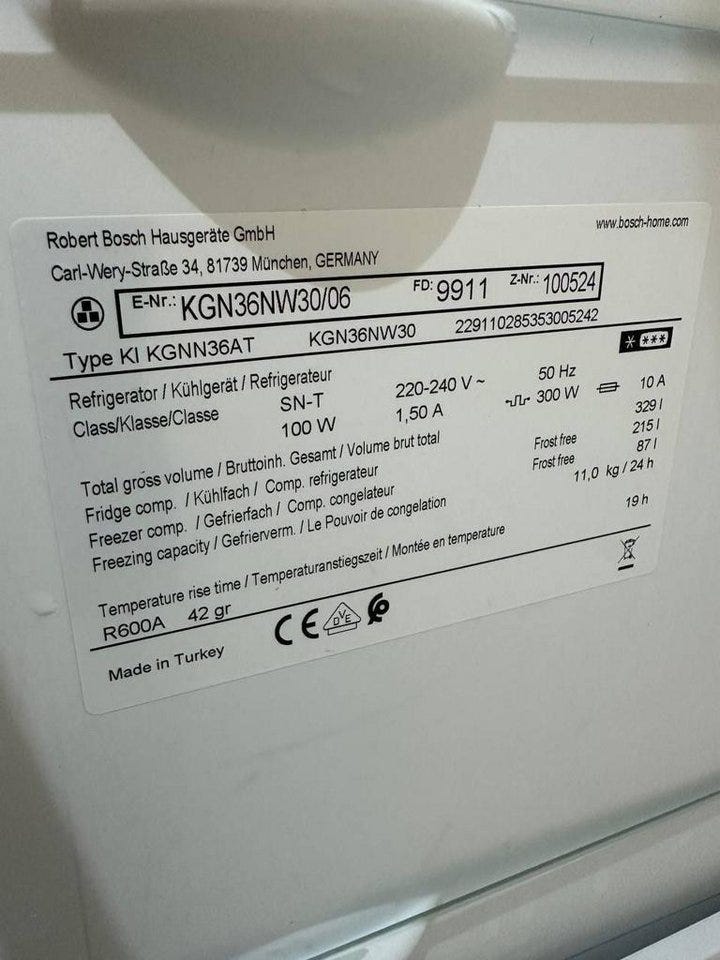 Robert Bosch Hausgeräte GmbH
www.bosch-home.com
Carl-Wery-Straße 34, 81739 München, GERMANY
E-Nr.: KGN36NW30/06 FD: 9911 Z-Nr.: 100524
Type KI KGNN36AT KGN36NW30 229110285353005242
Refrigerator / Kühlgerät / Refrigerateur
Class/Klasse/Classe SN-T 220-240 V ~ 50 Hz 10 A
100 W 1,50 A 300 W
Total gross volume / Bruttoinh. Gesamt / Volume brut total 329 l
Fridge comp. / Kühlfach / Comp. refrigerateur Frost free 215 l
Freezer comp. / Gefrierfach / Comp. congelateur Frost free 87 l
Freezing capacity / Gefrierverm. / Le Pouvoir de congelation 11,0 kg / 24 h
Temperature rise time / Temperaturanstiegszeit / Montée en temperature 19 h
R600A 42 gr
CE DVE
Made in Turkey